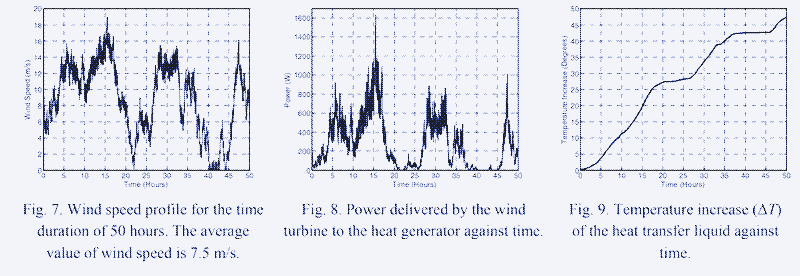 20
18
16
14
12
10
8
6
4
2
0
Wind Speed (m/s)
0 5 10 15 20 25 30 35 40 45 50
Time (Hours)
1600
1400
1200
1000
800
600
400
200
0
Power (W)
0 5 10 15 20 25 30 35 40 45 50
Time (Hours)
50
45
40
35
30
25
20
15
10
5
0
Temperature Increase (Degrees)
0 5 10 15 20 25 30 35 40 45 50
Time (Hours)
Fig. 7. Wind speed profile for the time
duration of 50 hours. The average
value of wind speed is 7.5 m/s.
Fig. 8. Power delivered by the wind
turbine to the heat generator against time.
Fig. 9. Temperature increase (ΔT)
of the heat transfer liquid against
time.